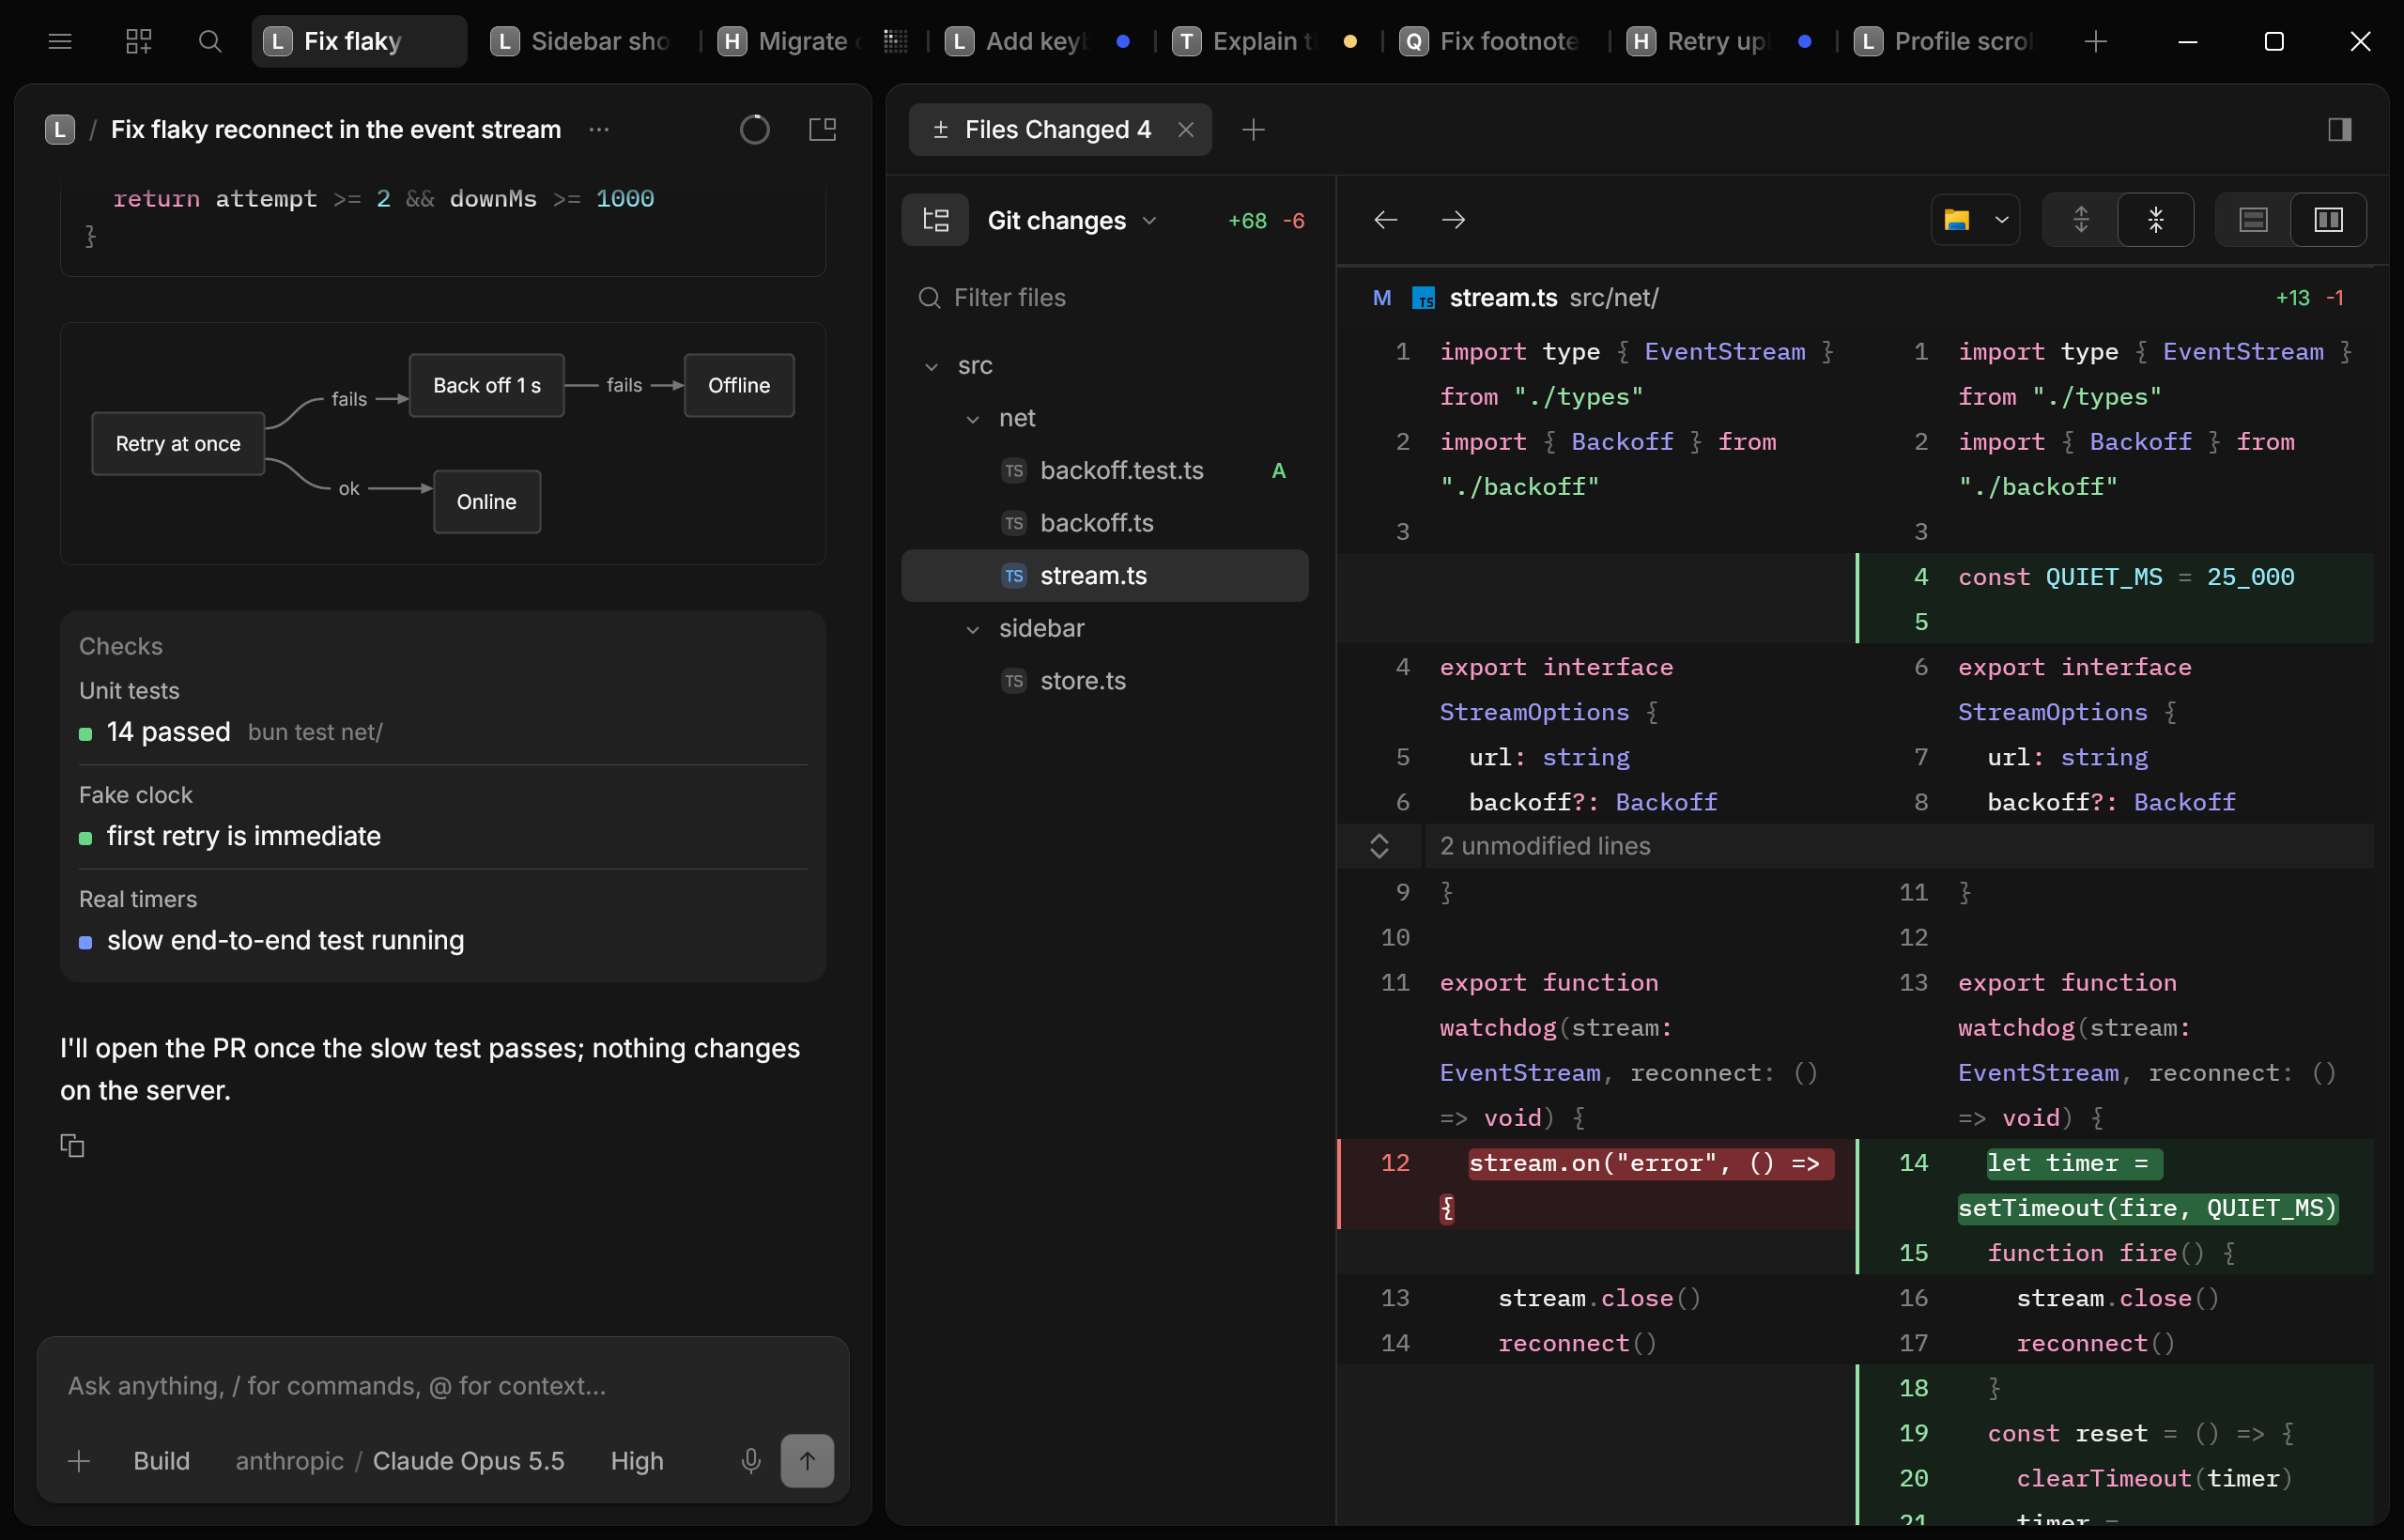 L Fix flaky
L Sidebar sho
H Migrate
L Add key
T Explain t
Q Fix footnote
H Retry up
L Profile scrol
L / Fix flaky reconnect in the event stream ...
return attempt >= 2 && downMs >= 1000
}
Retry at once
fails
Back off 1 s
fails
Offline
ok
Online
Checks
Unit tests
14 passed bun test net/
Fake clock
first retry is immediate
Real timers
slow end-to-end test running
I'll open the PR once the slow test passes; nothing changes
on the server.
Ask anything, / for commands, @ for context...
Build anthropic / Claude Opus 5.5 High
± Files Changed 4
Git changes +68 -6
Filter files
src
net
TS backoff.test.ts A
TS backoff.ts
TS stream.ts
sidebar
TS store.ts
M TS stream.ts src/net/ +13 -1
1 import type { EventStream }
from "./types"
2 import { Backoff } from
"./backoff"
3
4 export interface
StreamOptions {
5 url: string
6 backoff?: Backoff
2 unmodified lines
9 }
10
11 export function
watchdog(stream:
EventStream, reconnect: ()
=> void) {
12 stream.on("error", () =>
{
13 stream.close()
14 reconnect()
1 import type { EventStream }
from "./types"
2 import { Backoff } from
"./backoff"
3
4 const QUIET_MS = 25_000
5
6 export interface
StreamOptions {
7 url: string
8 backoff?: Backoff
11 }
12
13 export function
watchdog(stream:
EventStream, reconnect: ()
=> void) {
14 let timer =
setTimeout(fire, QUIET_MS)
15 function fire() {
16 stream.close()
17 reconnect()
18 }
19 const reset = () => {
20 clearTimeout(timer)
21 timer =